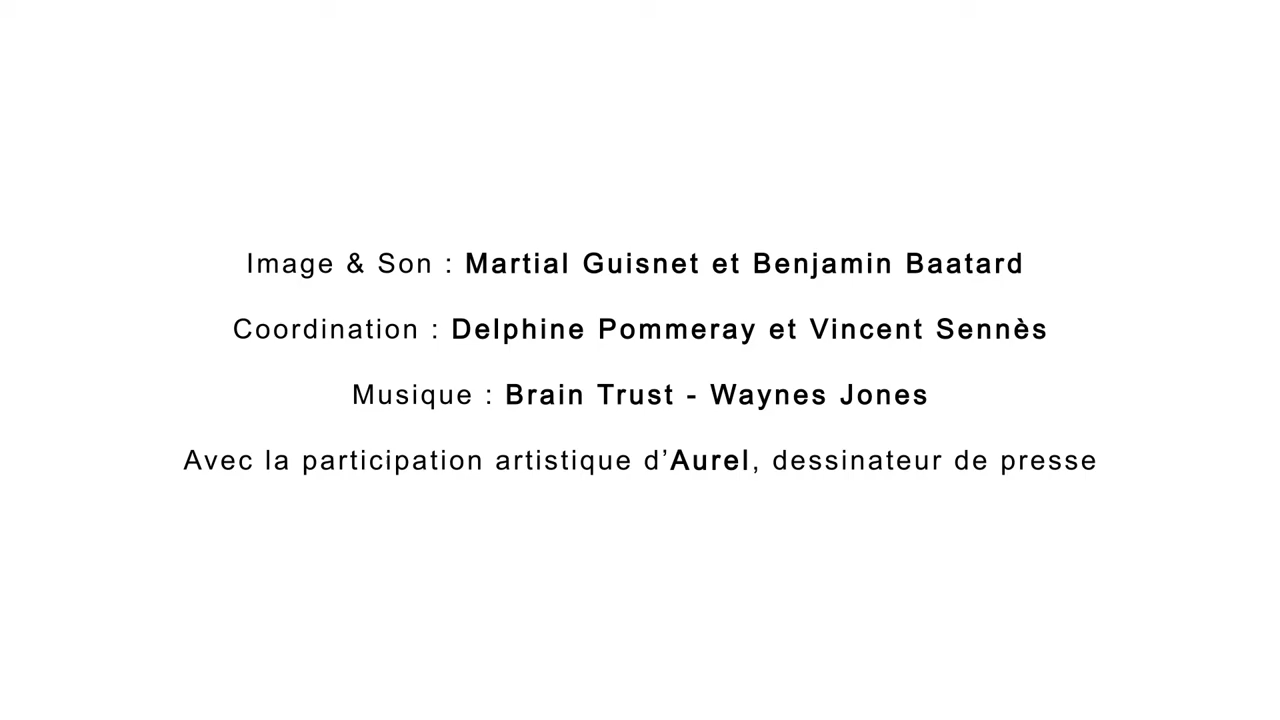 Image & Son : Martial Guisnet et Benjamin Baatard
Coordination : Delphine Pommeray et Vincent Sennès
Musique : Brain Trust - Waynes Jones
Avec la participation artistique d’Aurel, dessinateur de presse